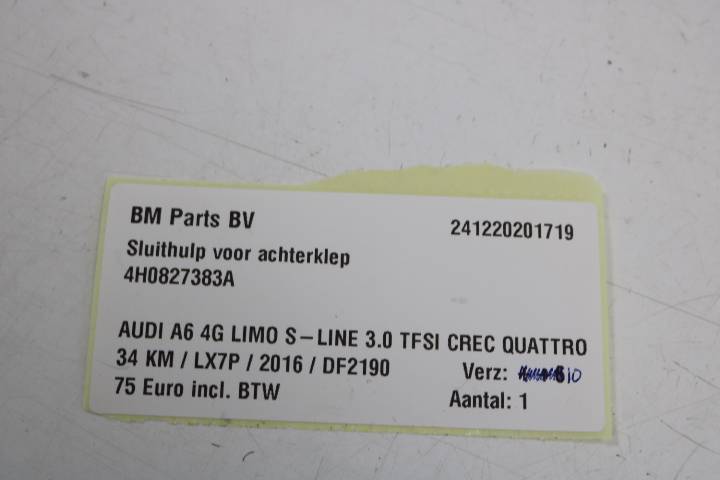 BM Parts BV 241220201719
Sluithulp voor achterklep
4H0827383A
AUDI A6 4G LIMO S-LINE 3.0 TFSI CREC QUATTRO
34 KM / LX7P / 2016 / DF2190 Verz: 10
75 Euro incl. BTW Aantal: 1